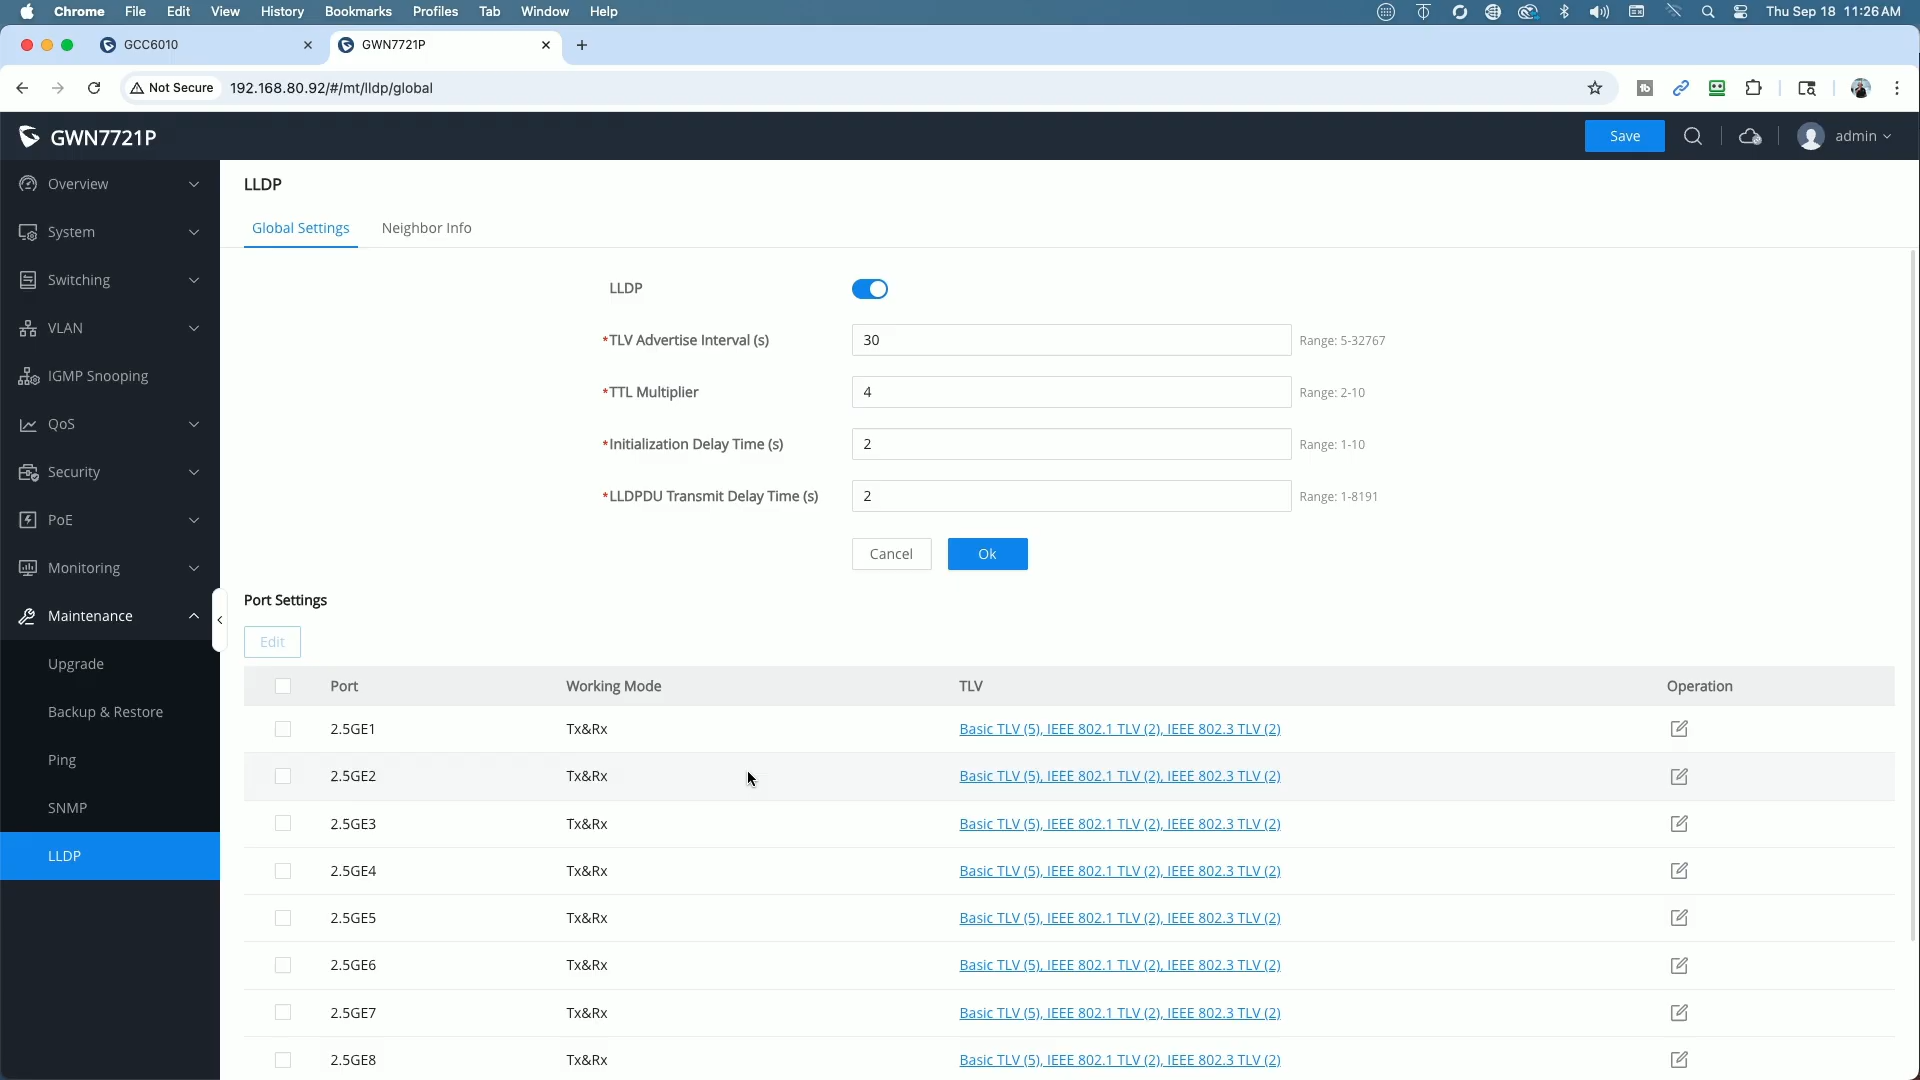 Chrome File Edit View History Bookmarks Profiles Tab Window Help Thu Sep 18 11:26 AM
GCC6010 GWN7721P
Not Secure 192.168.80.92/#/mt/lldp/global
GWN7721P Save admin
Overview
System
Switching
VLAN
IGMP Snooping
QoS
Security
PoE
Monitoring
Maintenance
Upgrade
Backup & Restore
Ping
SNMP
LLDP
LLDP
Global Settings Neighbor Info
LLDP
*TLV Advertise Interval (s) 30 Range: 5-32767
*TTL Multiplier 4 Range: 2-10
*Initialization Delay Time (s) 2 Range: 1-10
*LLDPDU Transmit Delay Time (s) 2 Range: 1-8191
Cancel Ok
Port Settings
Edit
Port Working Mode TLV Operation
2.5GE1 Tx&Rx Basic TLV (5), IEEE 802.1 TLV (2), IEEE 802.3 TLV (2)
2.5GE2 Tx&Rx Basic TLV (5), IEEE 802.1 TLV (2), IEEE 802.3 TLV (2)
2.5GE3 Tx&Rx Basic TLV (5), IEEE 802.1 TLV (2), IEEE 802.3 TLV (2)
2.5GE4 Tx&Rx Basic TLV (5), IEEE 802.1 TLV (2), IEEE 802.3 TLV (2)
2.5GE5 Tx&Rx Basic TLV (5), IEEE 802.1 TLV (2), IEEE 802.3 TLV (2)
2.5GE6 Tx&Rx Basic TLV (5), IEEE 802.1 TLV (2), IEEE 802.3 TLV (2)
2.5GE7 Tx&Rx Basic TLV (5), IEEE 802.1 TLV (2), IEEE 802.3 TLV (2)
2.5GE8 Tx&Rx Basic TLV (5), IEEE 802.1 TLV (2), IEEE 802.3 TLV (2)